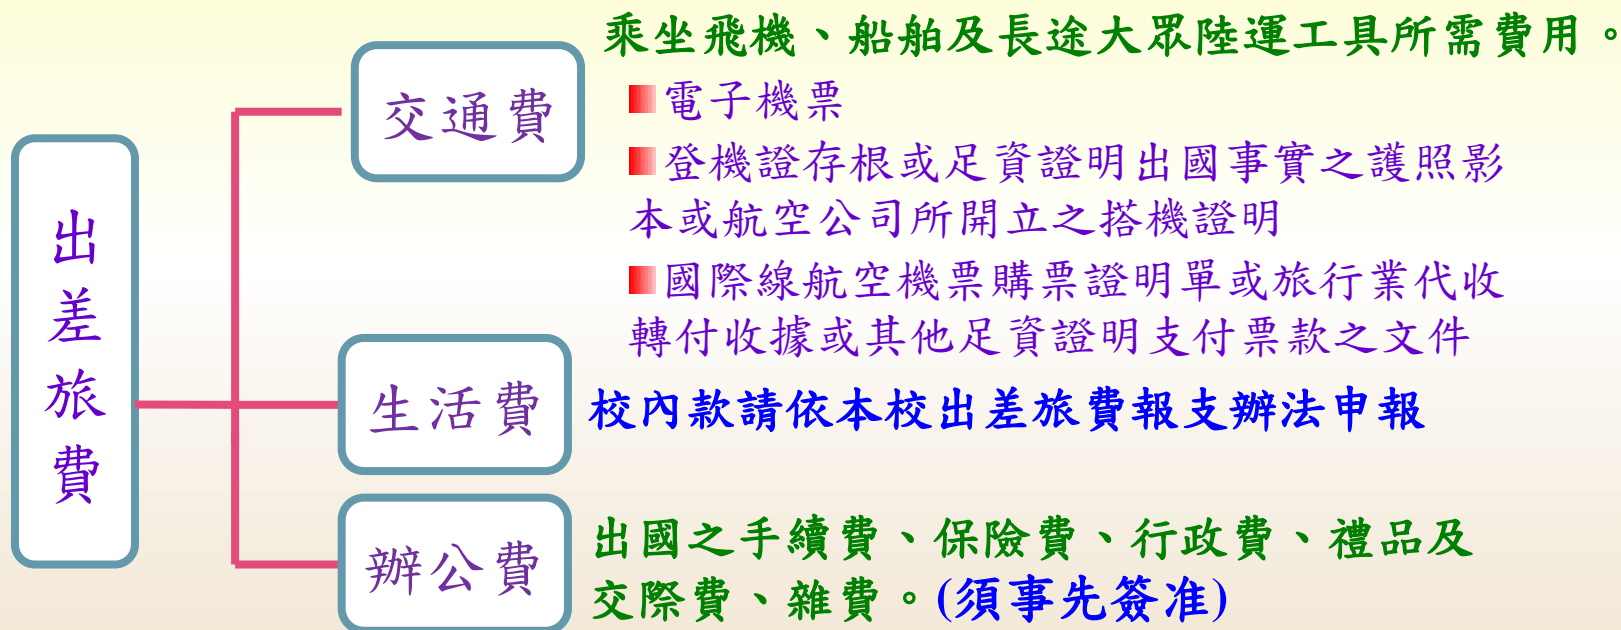 出差旅費
交通費
乘坐飛機、船舶及長途大眾陸運工具所需費用。
電子機票
登機證存根或足資證明出國事實之護照影
本或航空公司所開立之搭機證明
國際線航空機票購票證明單或旅行業代收
轉付收據或其他足資證明支付票款之文件
生活費
校內款請依本校出差旅費報支辦法申報
辦公費
出國之手續費、保險費、行政費、禮品及
交際費、雜費。(須事先簽准)